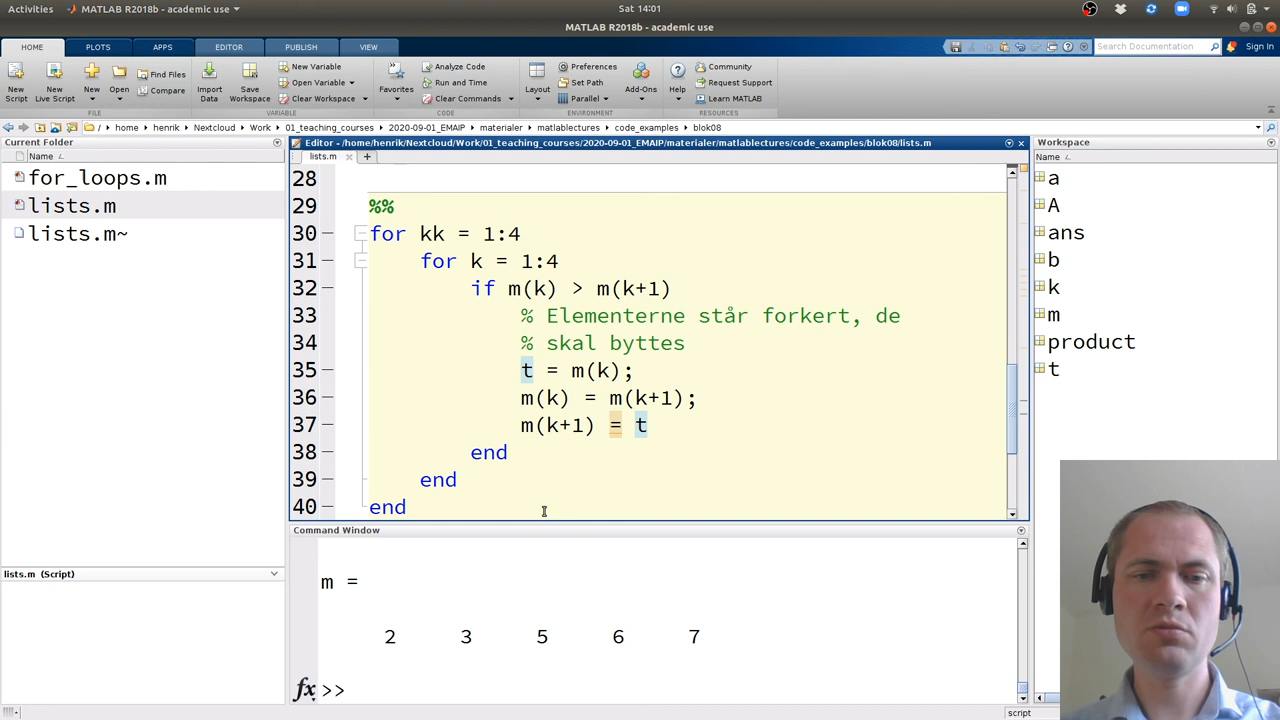 Activities
MATLAB R2018b - academic use
Sat 14:01
MATLAB R2018b - academic use
HOME PLOTS APPS EDITOR PUBLISH VIEW
Search Documentation
Sign In
New Script
New Live Script
New
Open
Find Files
Compare
Import Data
Save Workspace
New Variable
Open Variable
Clear Workspace
Favorites
Analyze Code
Run and Time
Clear Commands
Layout
Preferences
Set Path
Parallel
Add-Ons
Help
Community
Request Support
Learn MATLAB
FILE VARIABLE CODE ENVIRONMENT RESOURCES
/ home henrik Nextcloud Work 01_teaching_courses 2020-09-01_EMAIP materialer matlablectures code_examples blok08
Current Folder
Name
for_loops.m
lists.m
lists.m~
lists.m (Script)
Editor - /home/henrik/Nextcloud/Work/01_teaching_courses/2020-09-01_EMAIP/materialer/matlablectures/code_examples/blok08/lists.m
lists.m
28
29 %%
30 for kk = 1:4
31 for k = 1:4
32 if m(k) > m(k+1)
33 % Elementerne står forkert, de
34 % skal byttes
35 t = m(k);
36 m(k) = m(k+1);
37 m(k+1) = t
38 end
39 end
40 end
Command Window
m =
2 3 5 6 7
fx >>
Workspace
Name
a
A
ans
b
k
m
product
t
script